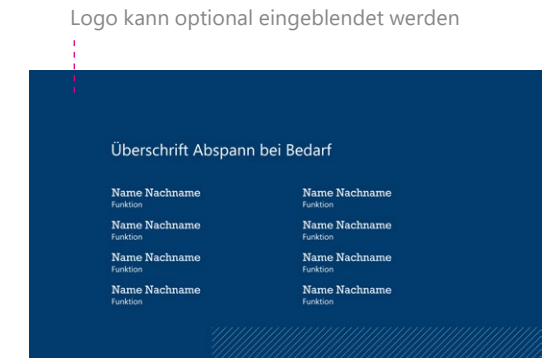 Logo kann optional eingeblendet werden
Überschrift Abspann bei Bedarf
Name Nachname
Funktion
Name Nachname
Funktion
Name Nachname
Funktion
Name Nachname
Funktion
Name Nachname
Funktion
Name Nachname
Funktion
Name Nachname
Funktion
Name Nachname
Funktion